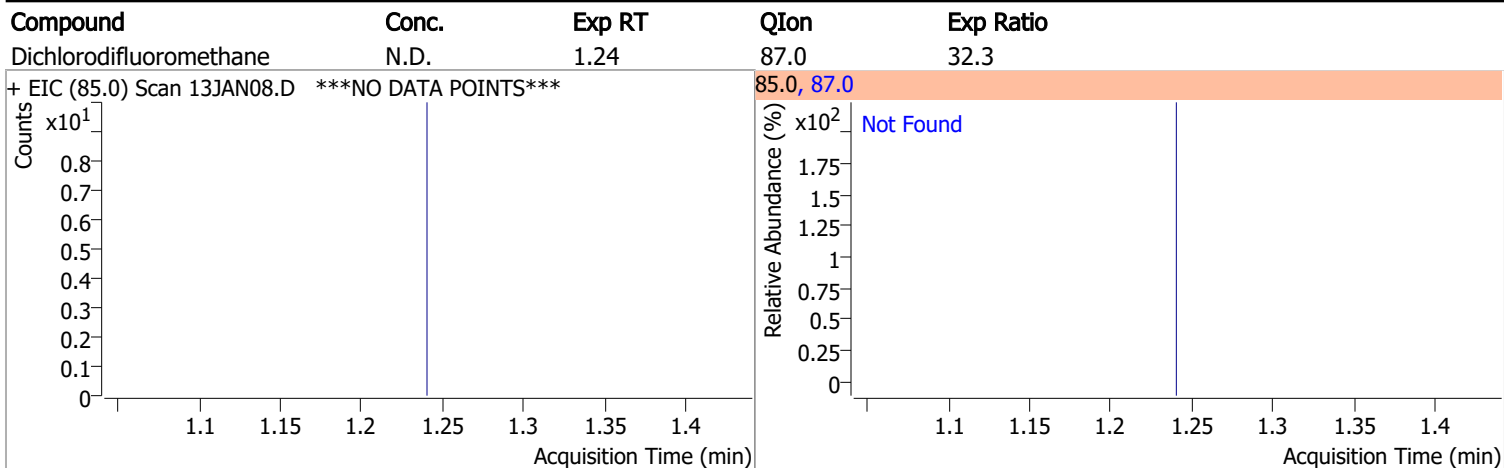 Compound Conc. Exp RT QIon Exp Ratio
Dichlorodifluoromethane N.D. 1.24 87.0 32.3
+ EIC (85.0) Scan 13JAN08.D ***NO DATA POINTS***
Counts
x10¹
0.8
0.7
0.6
0.5
0.4
0.3
0.2
0.1
0
1.1 1.15 1.2 1.25 1.3 1.35 1.4
Acquisition Time (min)
85.0, 87.0
Relative Abundance (%)
x10²
Not Found
1.75
1.5
1.25
1
0.75
0.5
0.25
0
1.1 1.15 1.2 1.25 1.3 1.35 1.4
Acquisition Time (min)